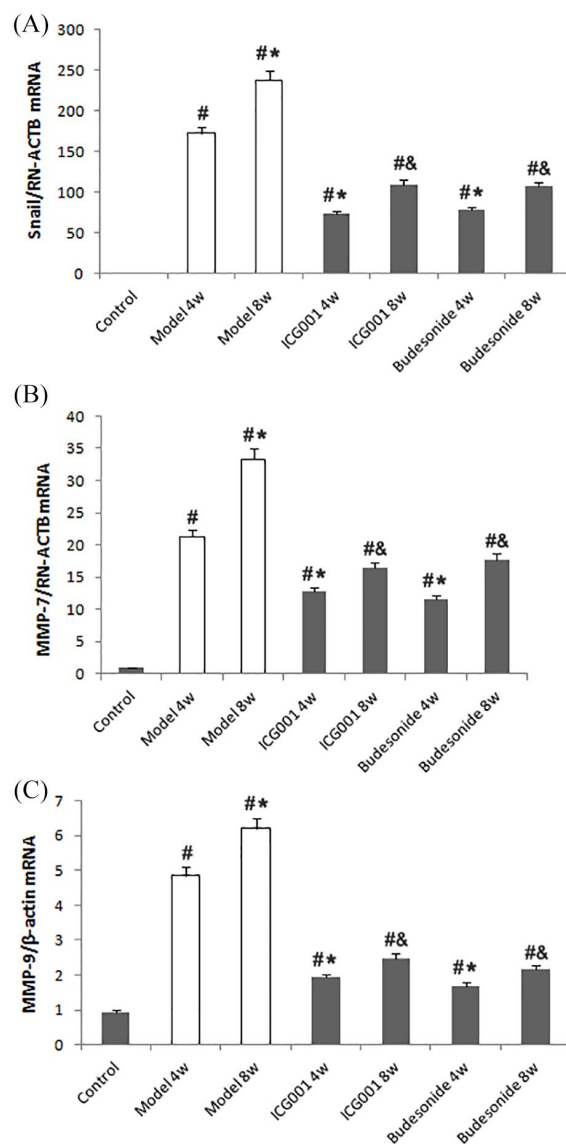 (A)
Snail/RN-ACTB mRNA
300
250
200
150
100
50
0
#
#*
#*
#&
#*
#&
Control
Model 4w
Model 8w
ICG001 4w
ICG001 8w
Budesonide 4w
Budesonide 8w
(B)
MMP-7/RN-ACTB mRNA
40
35
30
25
20
15
10
5
0
#
#*
#*
#&
#*
#&
Control
Model 4w
Model 8w
ICG001 4w
ICG001 8w
Budesonide 4w
Budesonide 8w
(C)
MMP-9/β-actin mRNA
7
6
5
4
3
2
1
0
#
#*
#*
#&
#*
#&
Control
Model 4w
Model 8w
ICG001 4w
ICG001 8w
Budesonide 4w
Budesonide 8w